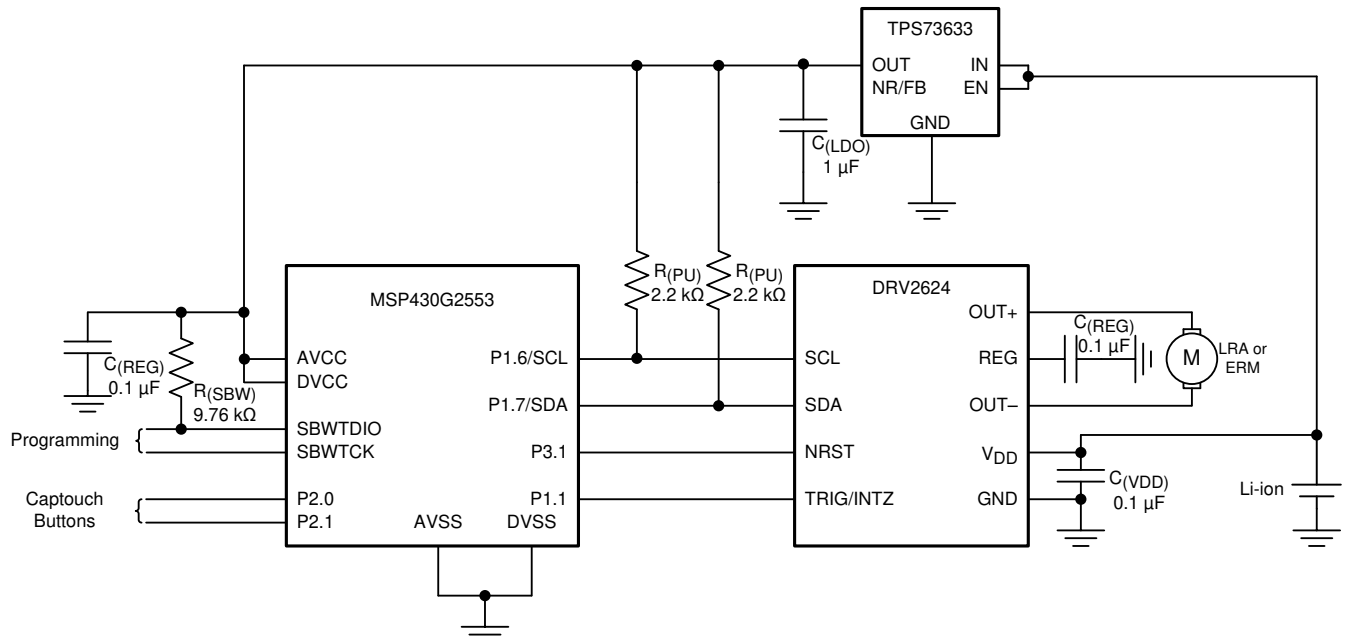 TPS73633
OUT
IN
NR/FB
EN
GND
C(LDO)
1 µF
R(PU)
2.2 kΩ
R(PU)
2.2 kΩ
MSP430G2553
DRV2624
OUT+
C(REG)
0.1 µF
C(REG)
0.1 µF
R(SBW)
9.76 kΩ
AVCC
DVCC
P1.6/SCL
SCL
REG
M
LRA or
ERM
P1.7/SDA
SDA
OUT–
Programming
SBWTDIO
SBWTCK
P3.1
NRST
VDD
C(VDD)
0.1 µF
Li-ion
Captouch
Buttons
P2.0
P2.1
P1.1
TRIG/INTZ
GND
AVSS
DVSS